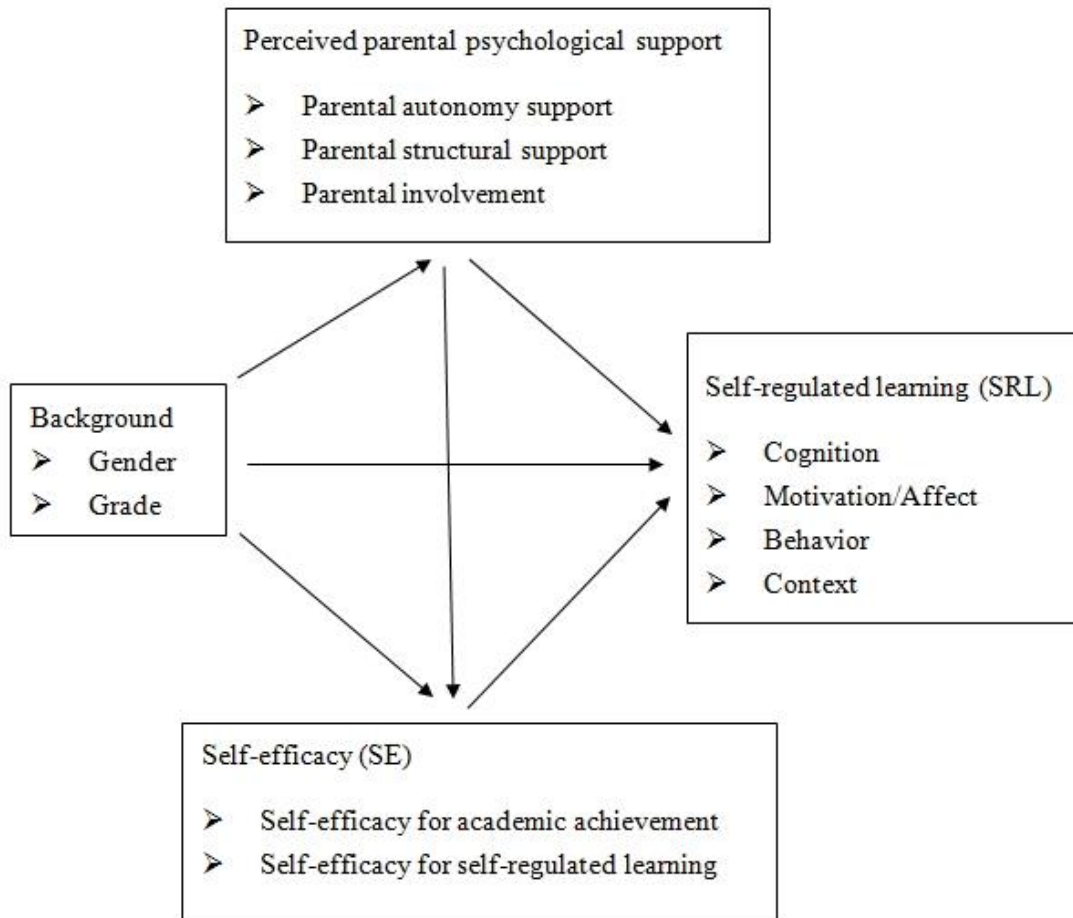 Perceived parental psychological support
➢ Parental autonomy support
➢ Parental structural support
➢ Parental involvement
Background
➢ Gender
➢ Grade
Self-regulated learning (SRL)
➢ Cognition
➢ Motivation/Affect
➢ Behavior
➢ Context
Self-efficacy (SE)
➢ Self-efficacy for academic achievement
➢ Self-efficacy for self-regulated learning